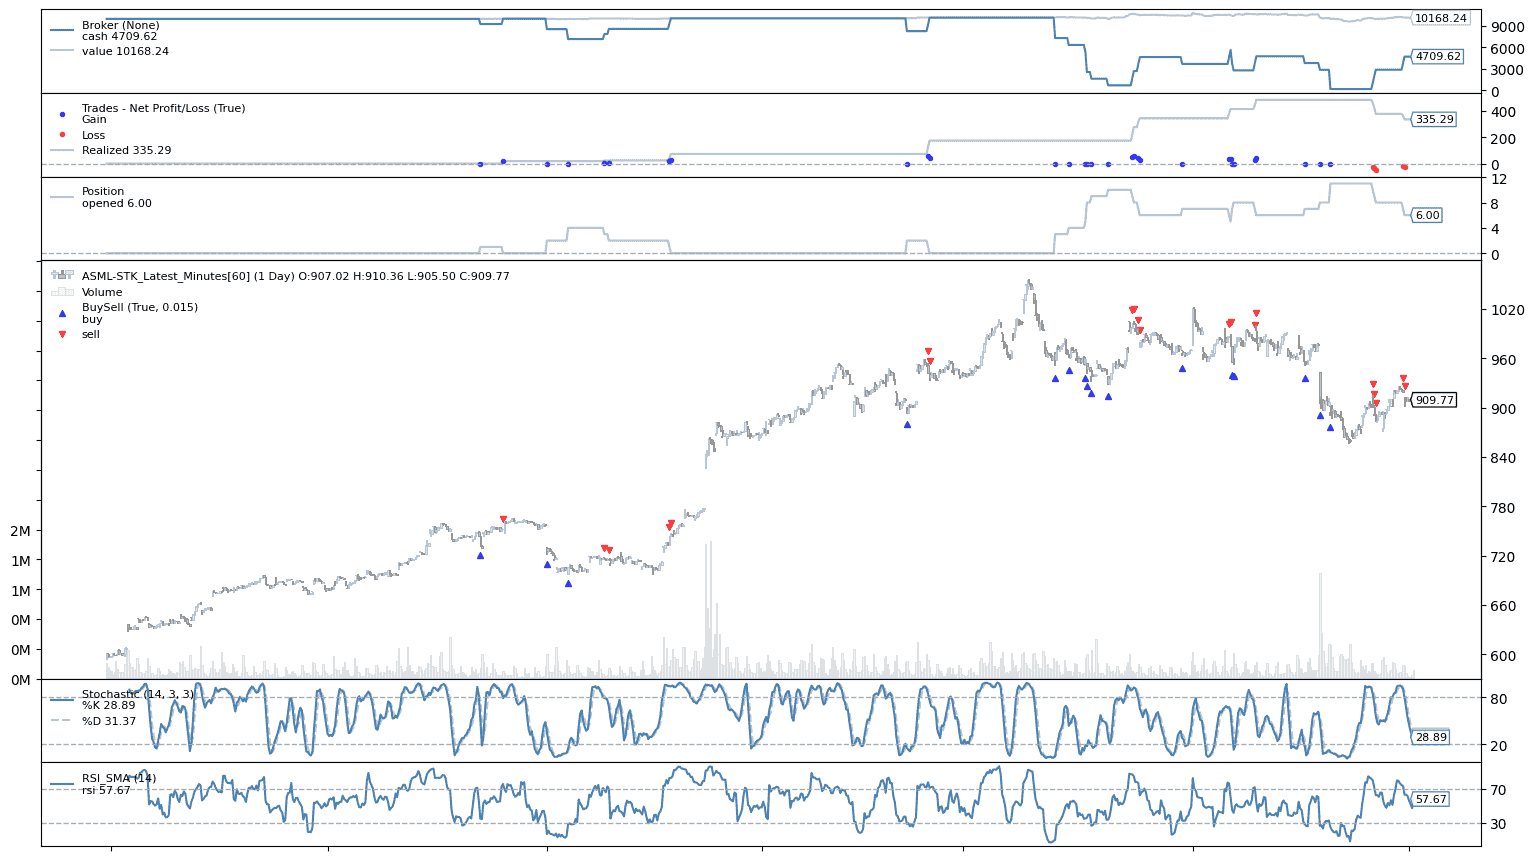 Broker (None)
cash 4709.62
value 10168.24
10168.24
9000
6000
4709.62
3000
0
Trades - Net Profit/Loss (True)
Gain
Loss
Realized 335.29
400
335.29
200
0
Position
opened 6.00
12
8
6.00
4
0
ASML-STK_Latest_Minutes[60] (1 Day) O:907.02 H:910.36 L:905.50 C:909.77
Volume
BuySell (True, 0.015)
buy
sell
1020
960
909.77
900
840
780
2M
1M
720
1M
0M
660
0M
600
0M
Stochastic (14, 3, 3)
%K 28.89
%D 31.37
80
28.89
20
RSI_SMA (14)
rsi 57.67
70
57.67
30